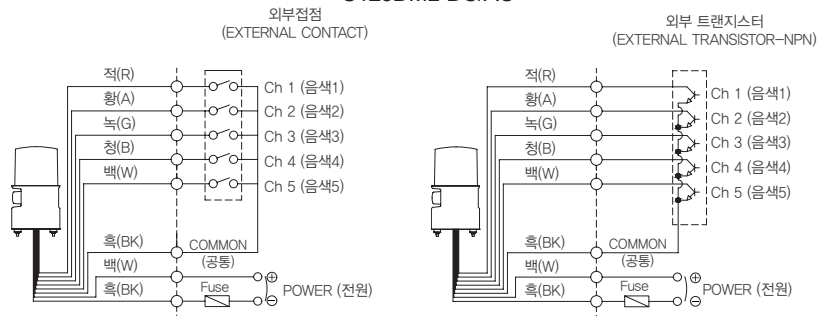 외부접점
(EXTERNAL CONTACT)
적(R)
황(A)
녹(G)
청(B)
백(W)
Ch 1 (음색1)
Ch 2 (음색2)
Ch 3 (음색3)
Ch 4 (음색4)
Ch 5 (음색5)
흑(BK)
COMMON
(공통)
백(W)
흑(BK)
Fuse
⊕
⊖
POWER (전원)
외부 트랜지스터
(EXTERNAL TRANSISTOR-NPN)
적(R)
황(A)
녹(G)
청(B)
백(W)
Ch 1 (음색1)
Ch 2 (음색2)
Ch 3 (음색3)
Ch 4 (음색4)
Ch 5 (음색5)
흑(BK)
COMMON
(공통)
백(W)
흑(BK)
Fuse
⊕
⊖
POWER (전원)